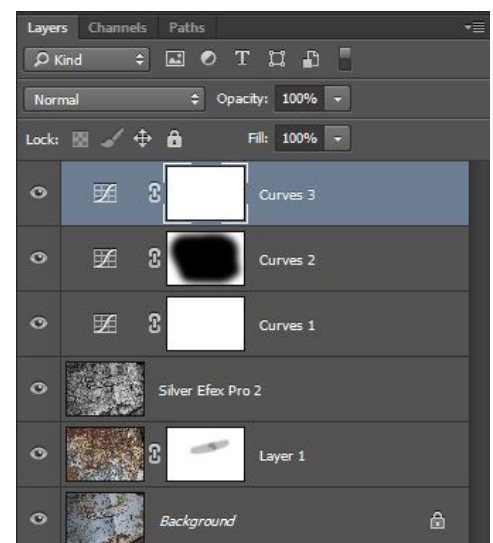 Layers Channels Paths
Kind T
Normal Opacity: 100%
Lock: Fill: 100%
Curves 3
Curves 2
Curves 1
Silver Efex Pro 2
Layer 1
Background